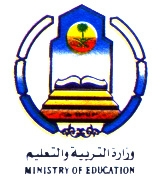 وزارة التربية والتعليم
MINISTRY OF EDUCATION